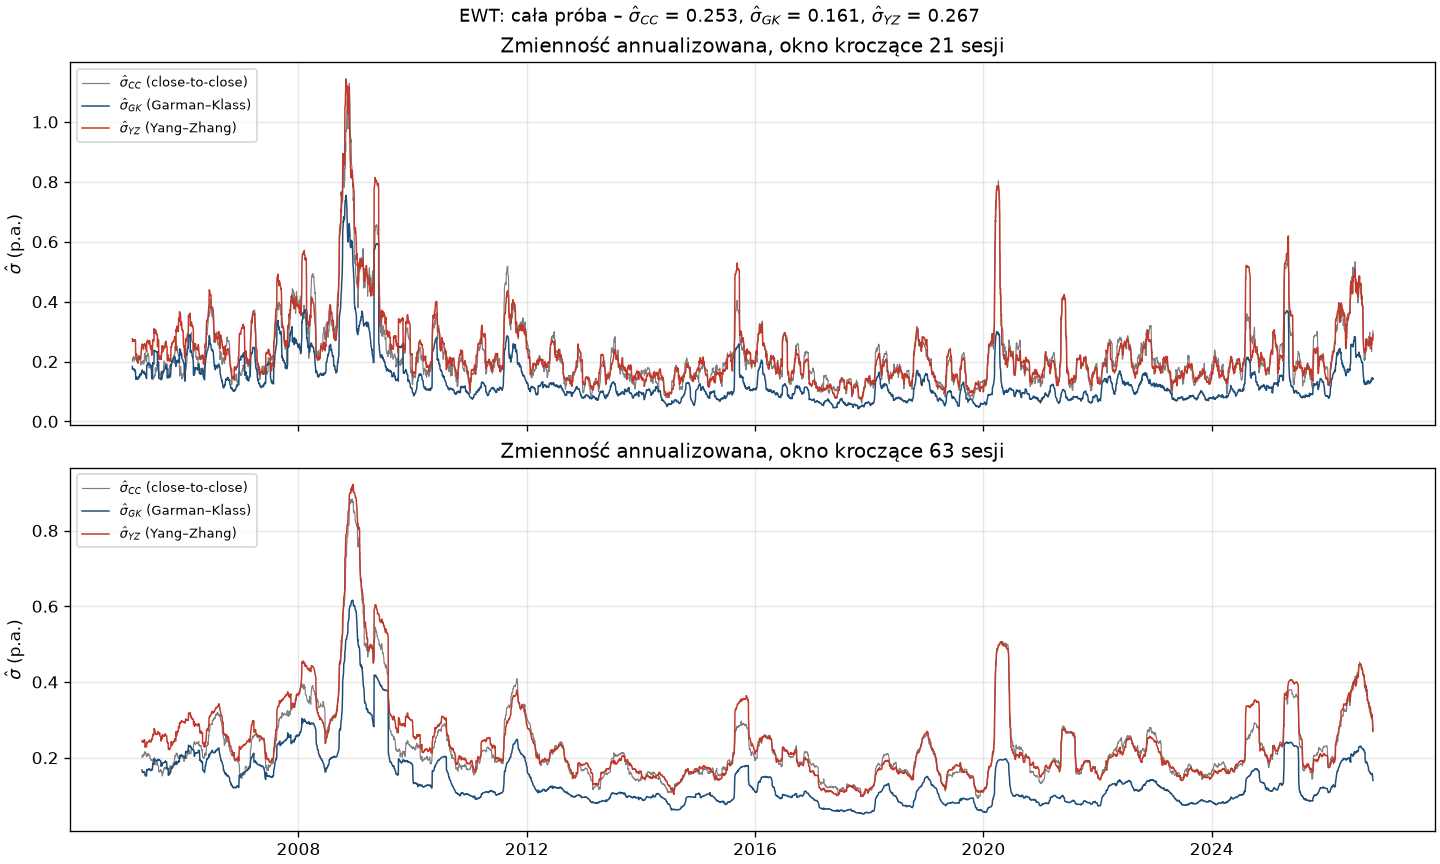 EWT: cała próba – σ̂_CC = 0.253, σ̂_GK = 0.161, σ̂_YZ = 0.267
Zmienność annualizowana, okno kroczące 21 sesji
σ̂_CC (close-to-close)
σ̂_GK (Garman–Klass)
σ̂_YZ (Yang–Zhang)
1.0
0.8
0.6
0.4
0.2
0.0
σ̂ (p.a.)
Zmienność annualizowana, okno kroczące 63 sesji
σ̂_CC (close-to-close)
σ̂_GK (Garman–Klass)
σ̂_YZ (Yang–Zhang)
0.8
0.6
0.4
0.2
σ̂ (p.a.)
2008 2012 2016 2020 2024